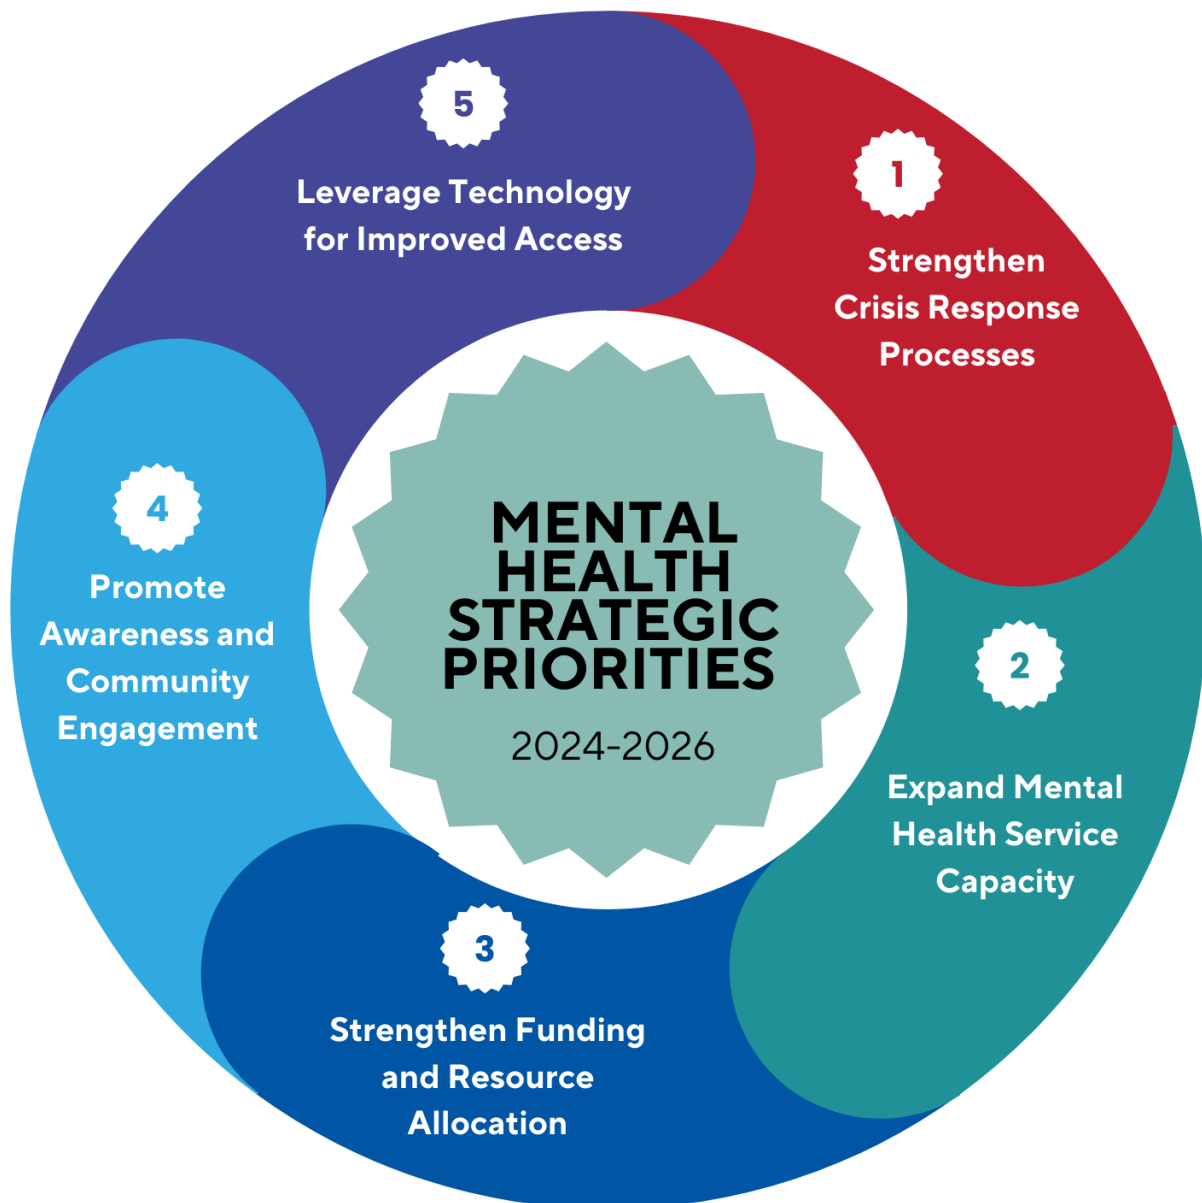 MENTAL
HEALTH
STRATEGIC
PRIORITIES
2024-2026
1
Strengthen
Crisis Response
Processes
2
Expand Mental
Health Service
Capacity
3
Strengthen Funding
and Resource
Allocation
4
Promote
Awareness and
Community
Engagement
5
Leverage Technology
for Improved Access